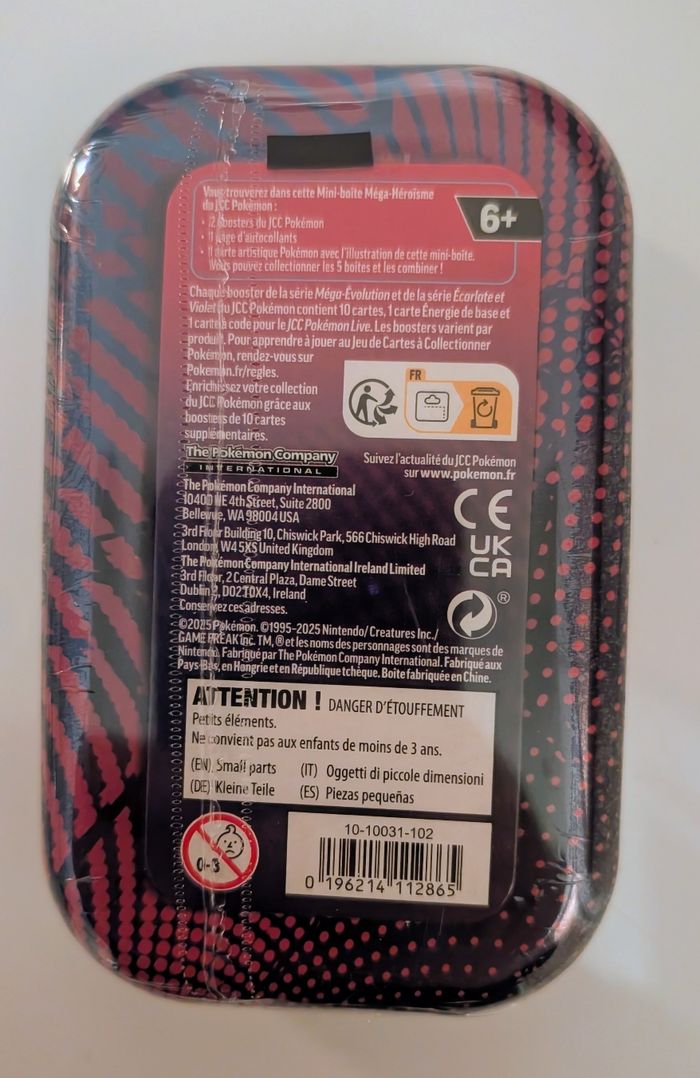 Vous trouverez dans cette Mini-boîte Méga-Héroïsme
du JCC Pokémon :
• 2 boosters du JCC Pokémon
• 1 page d'autocollants
• 1 carte artistique Pokémon avec l'illustration de cette mini-boîte.
Vous pouvez collectionner les 5 boîtes et les combiner !
6+
Chaque booster de la série Méga-Évolution et de la série Écarlate et
Violet du JCC Pokémon contient 10 cartes, 1 carte Énergie de base et
1 carte à code pour le JCC Pokémon Live. Les boosters varient par
produit. Pour apprendre à jouer au Jeu de Cartes à Collectionner
Pokémon, rendez-vous sur
Pokemon.fr/regles.
Enrichissez votre collection
du JCC Pokémon grâce aux
boosters de 10 cartes
supplémentaires.
FR
The Pokémon Company
INTERNATIONAL
Suivez l'actualité du JCC Pokémon
sur www.pokemon.fr
The Pokémon Company International
10400 NE 4th Street, Suite 2800
Bellevue, WA 98004 USA
3rd Floor Building 10, Chiswick Park, 566 Chiswick High Road
London, W4 5XS United Kingdom
The Pokémon Company International Ireland Limited
3rd Floor, 2 Central Plaza, Dame Street
Dublin 2, D02 T0X4, Ireland
Conservez ces adresses.
CE
UK
CA
®
©2025 Pokémon. ©1995-2025 Nintendo/ Creatures Inc./
GAME FREAK inc. TM, ® et les noms des personnages sont des marques de
Nintendo. Fabriqué par The Pokémon Company International. Fabriqué aux
Pays-Bas, en Hongrie et en République tchèque. Boîte fabriquée en Chine.
ATTENTION ! DANGER D'ÉTOUFFEMENT
Petits éléments.
Ne convient pas aux enfants de moins de 3 ans.
(EN) Small parts (IT) Oggetti di piccole dimensioni
(DE) Kleine Teile (ES) Piezas pequeñas
0-3
10-10031-102
0 196214 112865